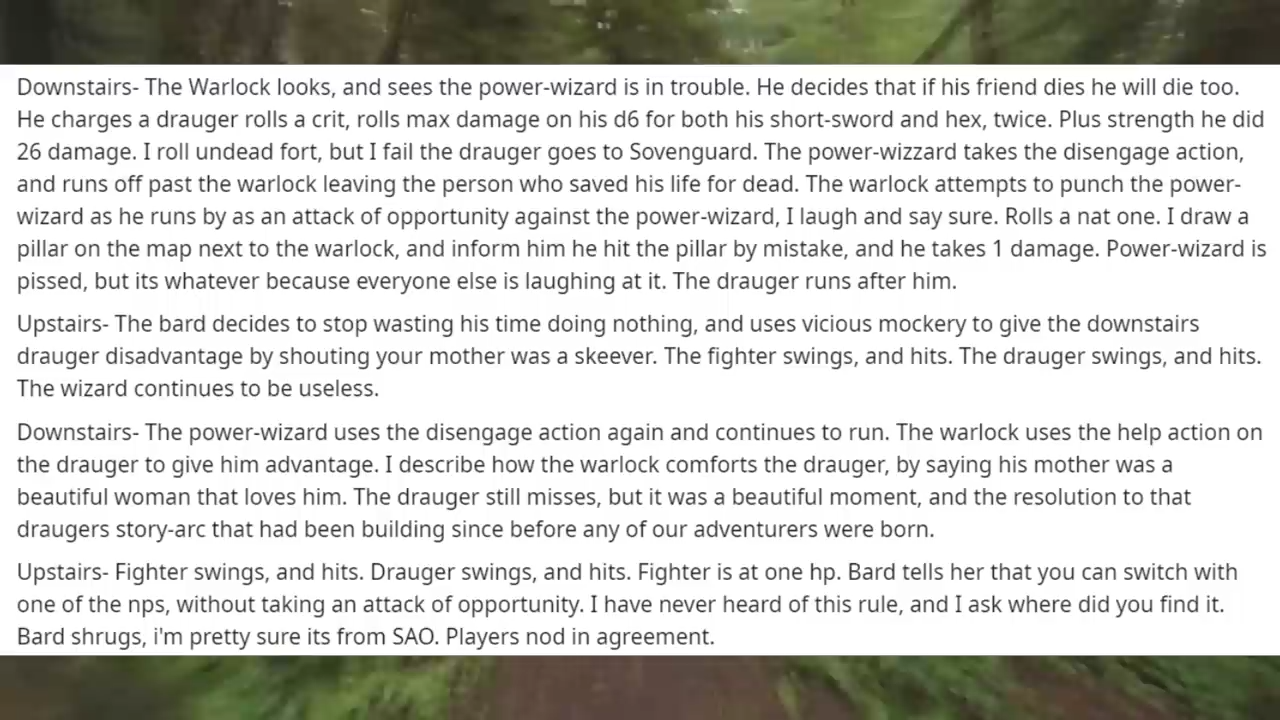 Downstairs- The Warlock looks, and sees the power-wizard is in trouble. He decides that if his friend dies he will die too.
He charges a drauger rolls a crit, rolls max damage on his d6 for both his short-sword and hex, twice. Plus strength he did
26 damage. I roll undead fort, but I fail the drauger goes to Sovenguard. The power-wizzard takes the disengage action,
and runs off past the warlock leaving the person who saved his life for dead. The warlock attempts to punch the power-
wizard as he runs by as an attack of opportunity against the power-wizard, I laugh and say sure. Rolls a nat one. I draw a
pillar on the map next to the warlock, and inform him he hit the pillar by mistake, and he takes 1 damage. Power-wizard is
pissed, but its whatever because everyone else is laughing at it. The drauger runs after him.
Upstairs- The bard decides to stop wasting his time doing nothing, and uses vicious mockery to give the downstairs
drauger disadvantage by shouting your mother was a skeever. The fighter swings, and hits. The drauger swings, and hits.
The wizard continues to be useless.
Downstairs- The power-wizard uses the disengage action again and continues to run. The warlock uses the help action on
the drauger to give him advantage. I describe how the warlock comforts the drauger, by saying his mother was a
beautiful woman that loves him. The drauger still misses, but it was a beautiful moment, and the resolution to that
draugers story-arc that had been building since before any of our adventurers were born.
Upstairs- Fighter swings, and hits. Drauger swings, and hits. Fighter is at one hp. Bard tells her that you can switch with
one of the nps, without taking an attack of opportunity. I have never heard of this rule, and I ask where did you find it.
Bard shrugs, i'm pretty sure its from SAO. Players nod in agreement.